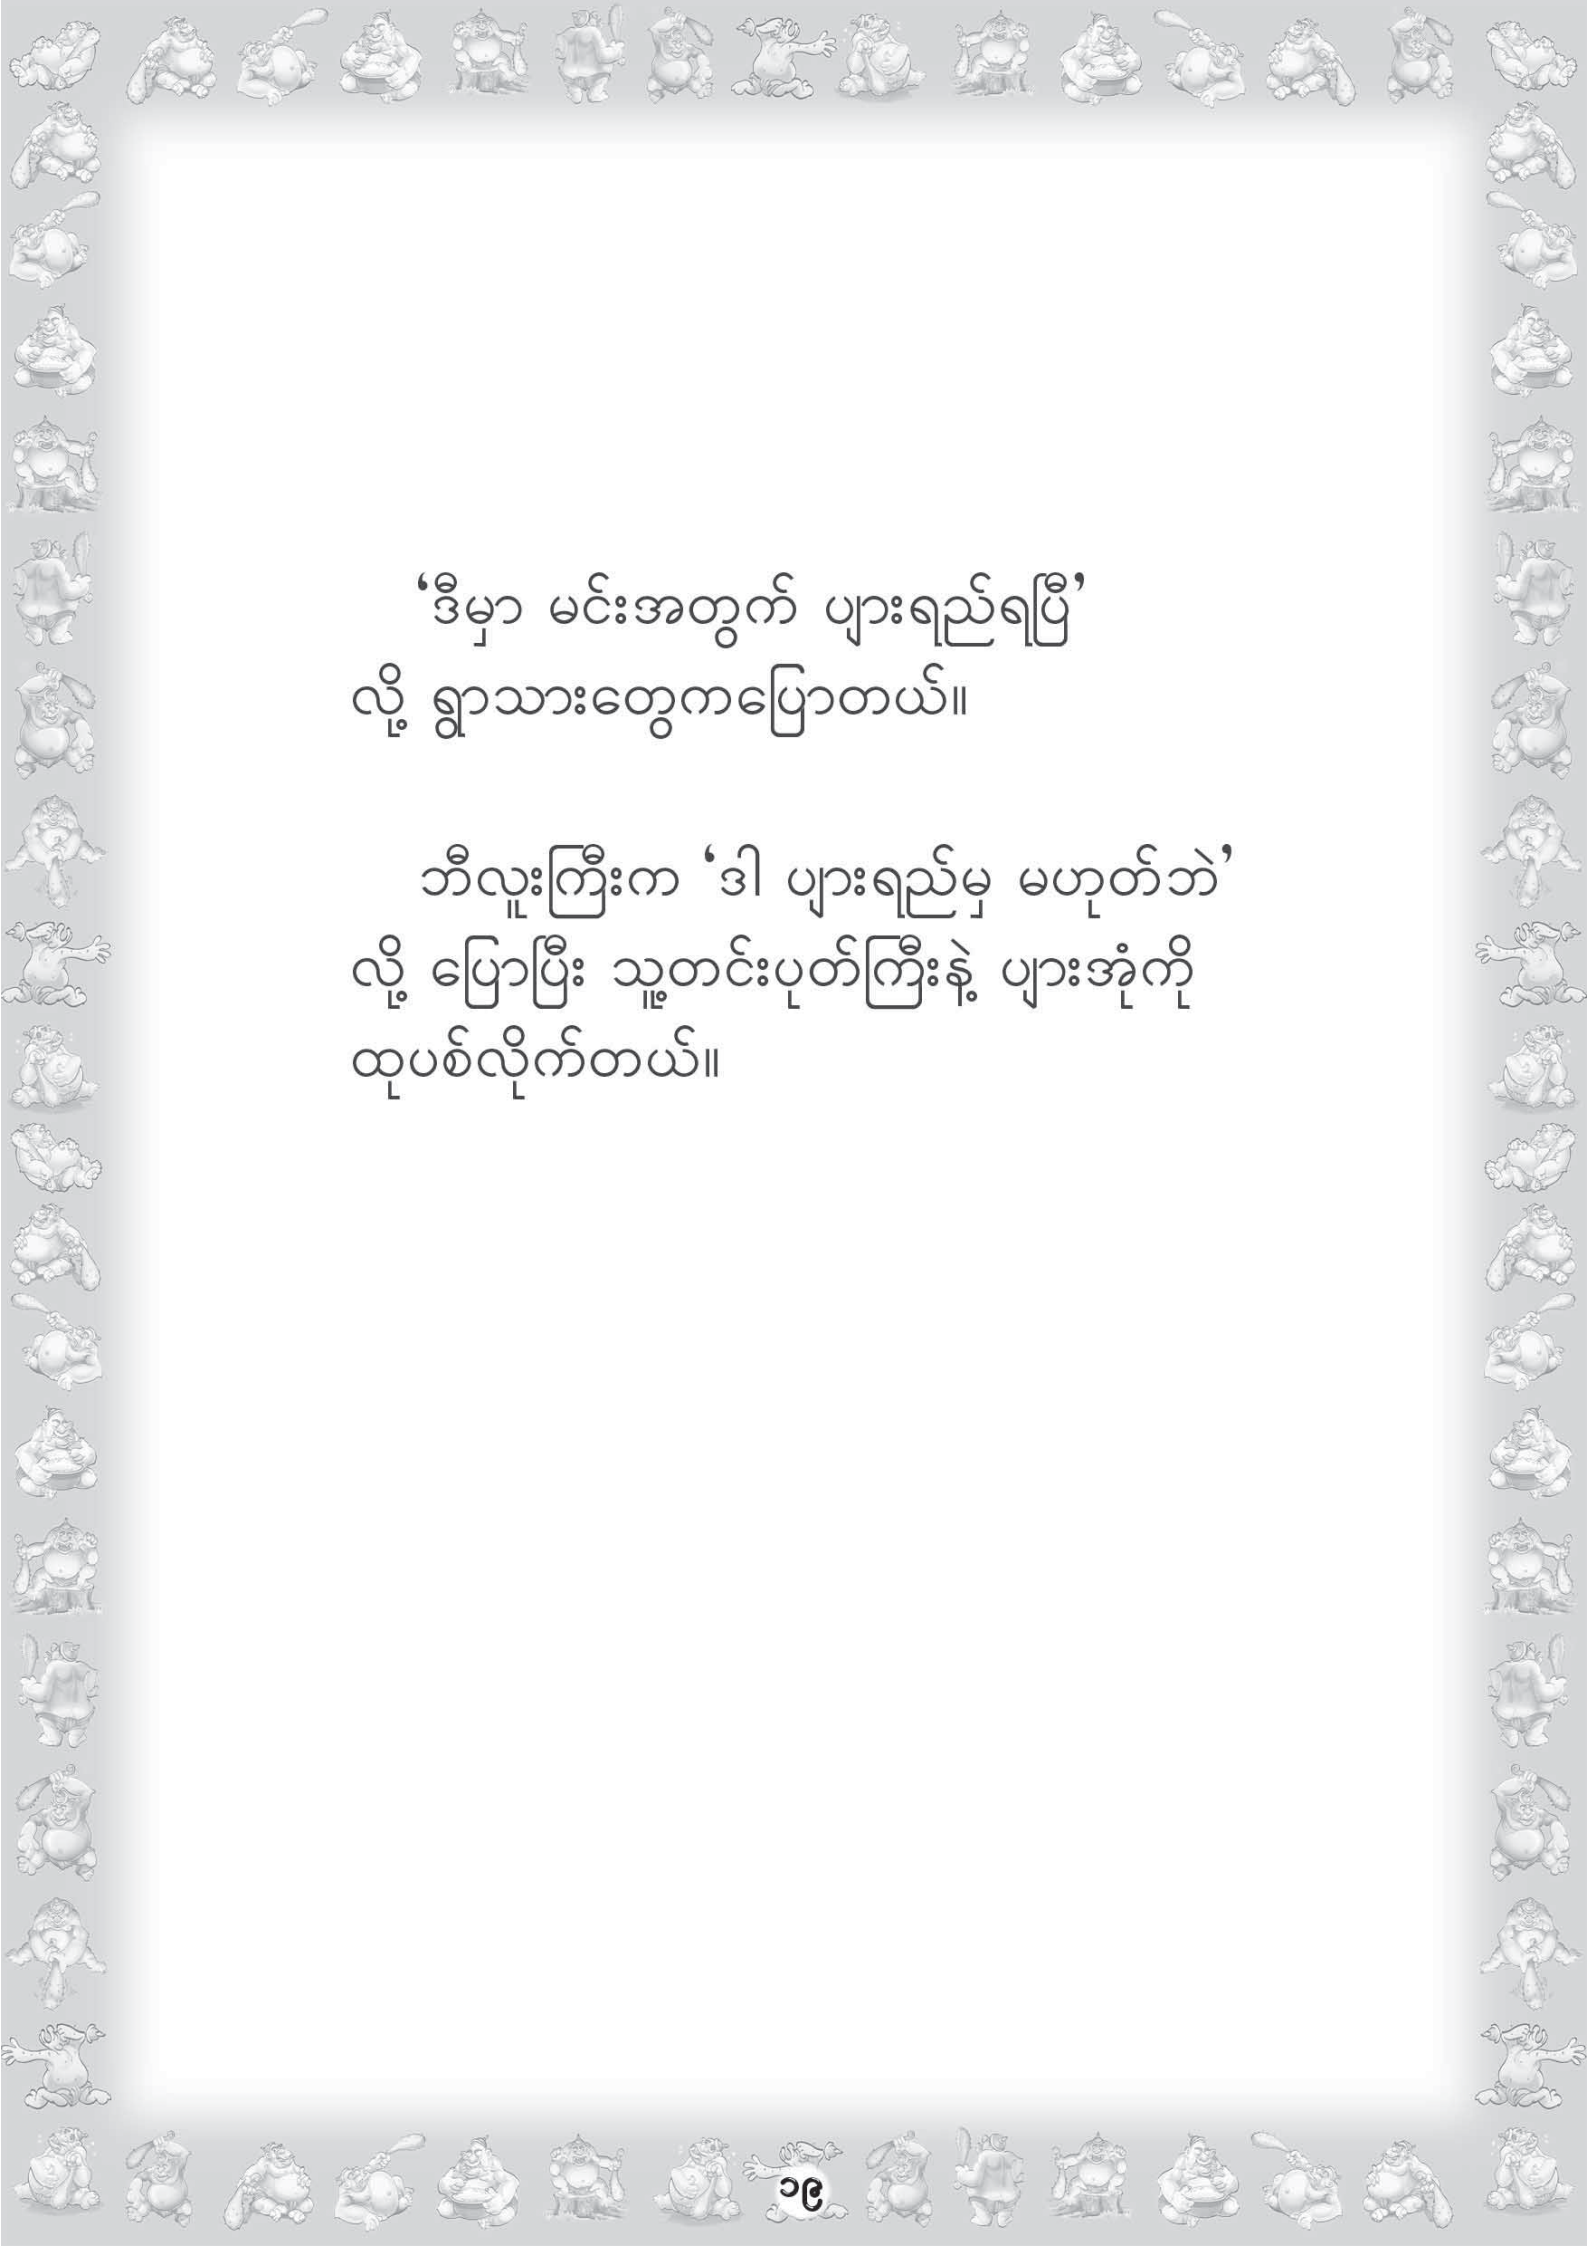 ‘ဒီမှာ မင်းအတွက် ပျားရည်ရပြီ’
လို့ ရွာသားတွေကပြောတယ်။
ဘီလူးကြီးက ‘ဒါ ပျားရည်မှ မဟုတ်ဘဲ’
လို့ ပြောပြီး သူ့တင်းပုတ်ကြီးနဲ့ ပျားအုံကို
ထုပစ်လိုက်တယ်။
၁၉